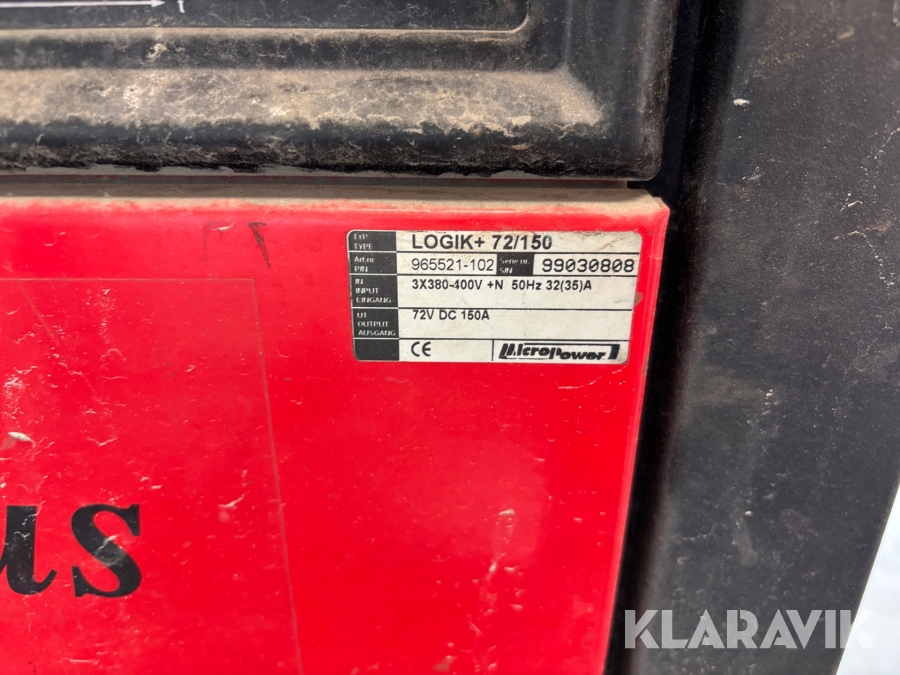 TYP
TYPE
LOGIK+ 72/150
Art.nr
P/N
965521-102
Serie nr.
S/N
99030808
IN
INPUT
EINGANG
3X380-400V +N 50Hz 32(35)A
UT
OUTPUT
AUSGANG
72V DC 150A
CE
Micropower
us
KLARAVIK